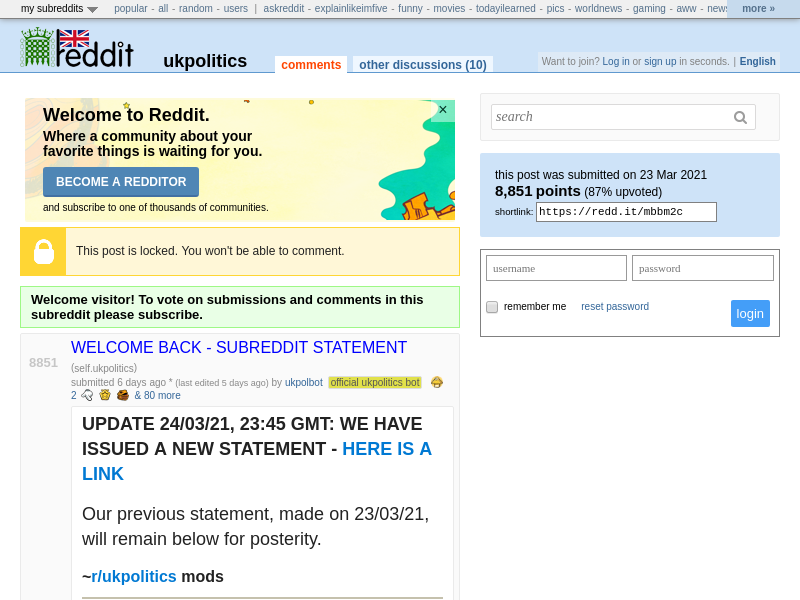 my subreddits popular - all - random - users | askreddit - explainlikeimfive - funny - movies - todayilearned - pics - worldnews - gaming - aww - news more »
reddit ukpolitics comments other discussions (10)
Want to join? Log in or sign up in seconds. | English
Welcome to Reddit.
Where a community about your
favorite things is waiting for you.
BECOME A REDDITOR
and subscribe to one of thousands of communities.
×
This post is locked. You won't be able to comment.
Welcome visitor! To vote on submissions and comments in this
subreddit please subscribe.
8851
WELCOME BACK - SUBREDDIT STATEMENT
(self.ukpolitics)
submitted 6 days ago * (last edited 5 days ago) by ukpolbot official ukpolitics bot
2 & 80 more
UPDATE 24/03/21, 23:45 GMT: WE HAVE
ISSUED A NEW STATEMENT - HERE IS A
LINK
Our previous statement, made on 23/03/21,
will remain below for posterity.
~r/ukpolitics mods
search
this post was submitted on 23 Mar 2021
8,851 points (87% upvoted)
shortlink: https://redd.it/mbbm2c
username password
remember me reset password
login